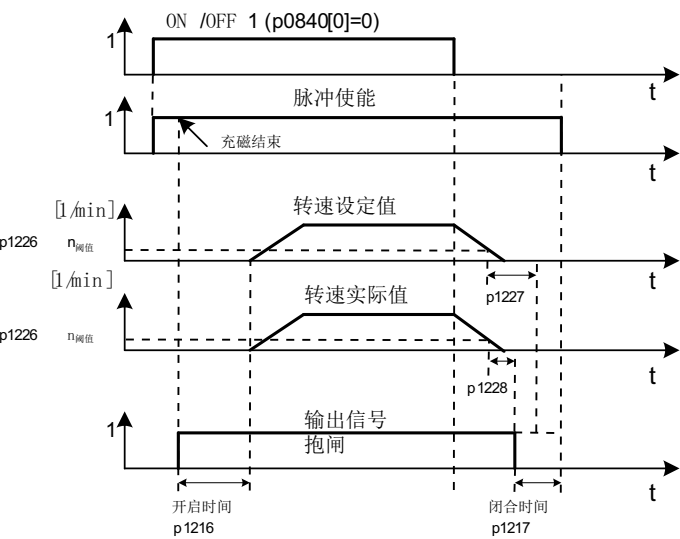 ON /OFF 1 (p0840[0]=0)
1
t
脉冲使能
1
充磁结束
t
[1/min]
转速设定值
p1226 n阈值
t
p1227
[1/min]
转速实际值
p1226 n阈值
t
p1228
输出信号
1
抱闸
t
开启时间
闭合时间
p1216
p1217